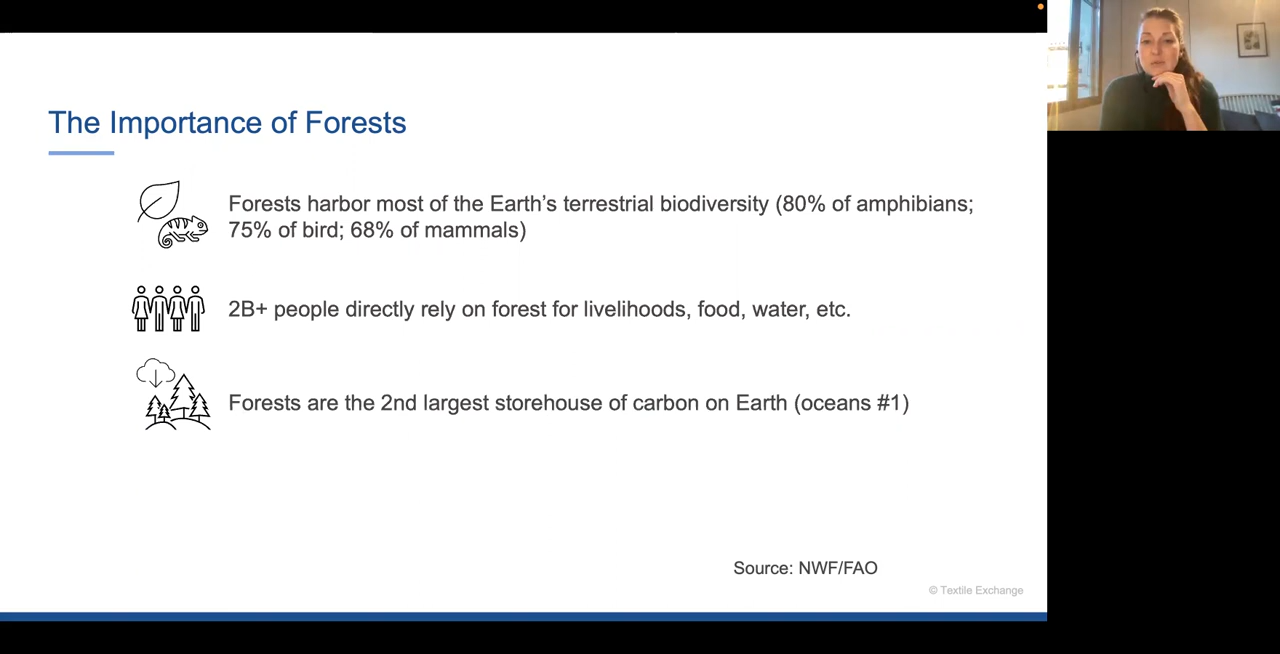 The Importance of Forests
Forests harbor most of the Earth’s terrestrial biodiversity (80% of amphibians;
75% of bird; 68% of mammals)
2B+ people directly rely on forest for livelihoods, food, water, etc.
Forests are the 2nd largest storehouse of carbon on Earth (oceans #1)
Source: NWF/FAO
© Textile Exchange